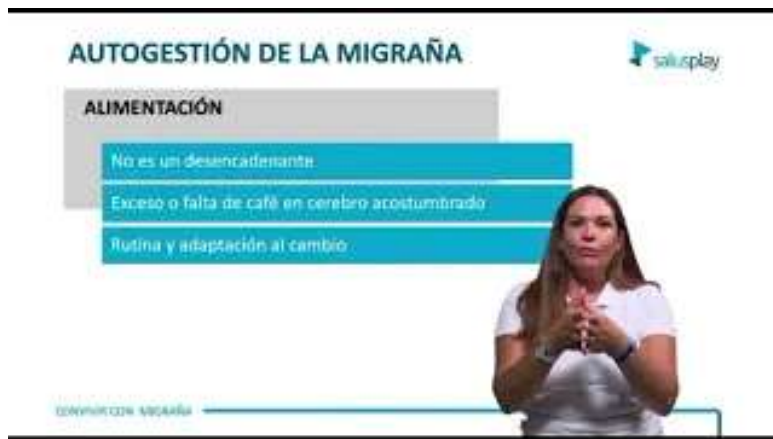 AUTOGESTIÓN DE LA MIGRAÑA
salusplay
ALIMENTACIÓN
No es un desencadenante
Exceso o falta de café en cerebro acostumbrado
Rutina y adaptación al cambio
CONVIVIR CON MIGRAÑA